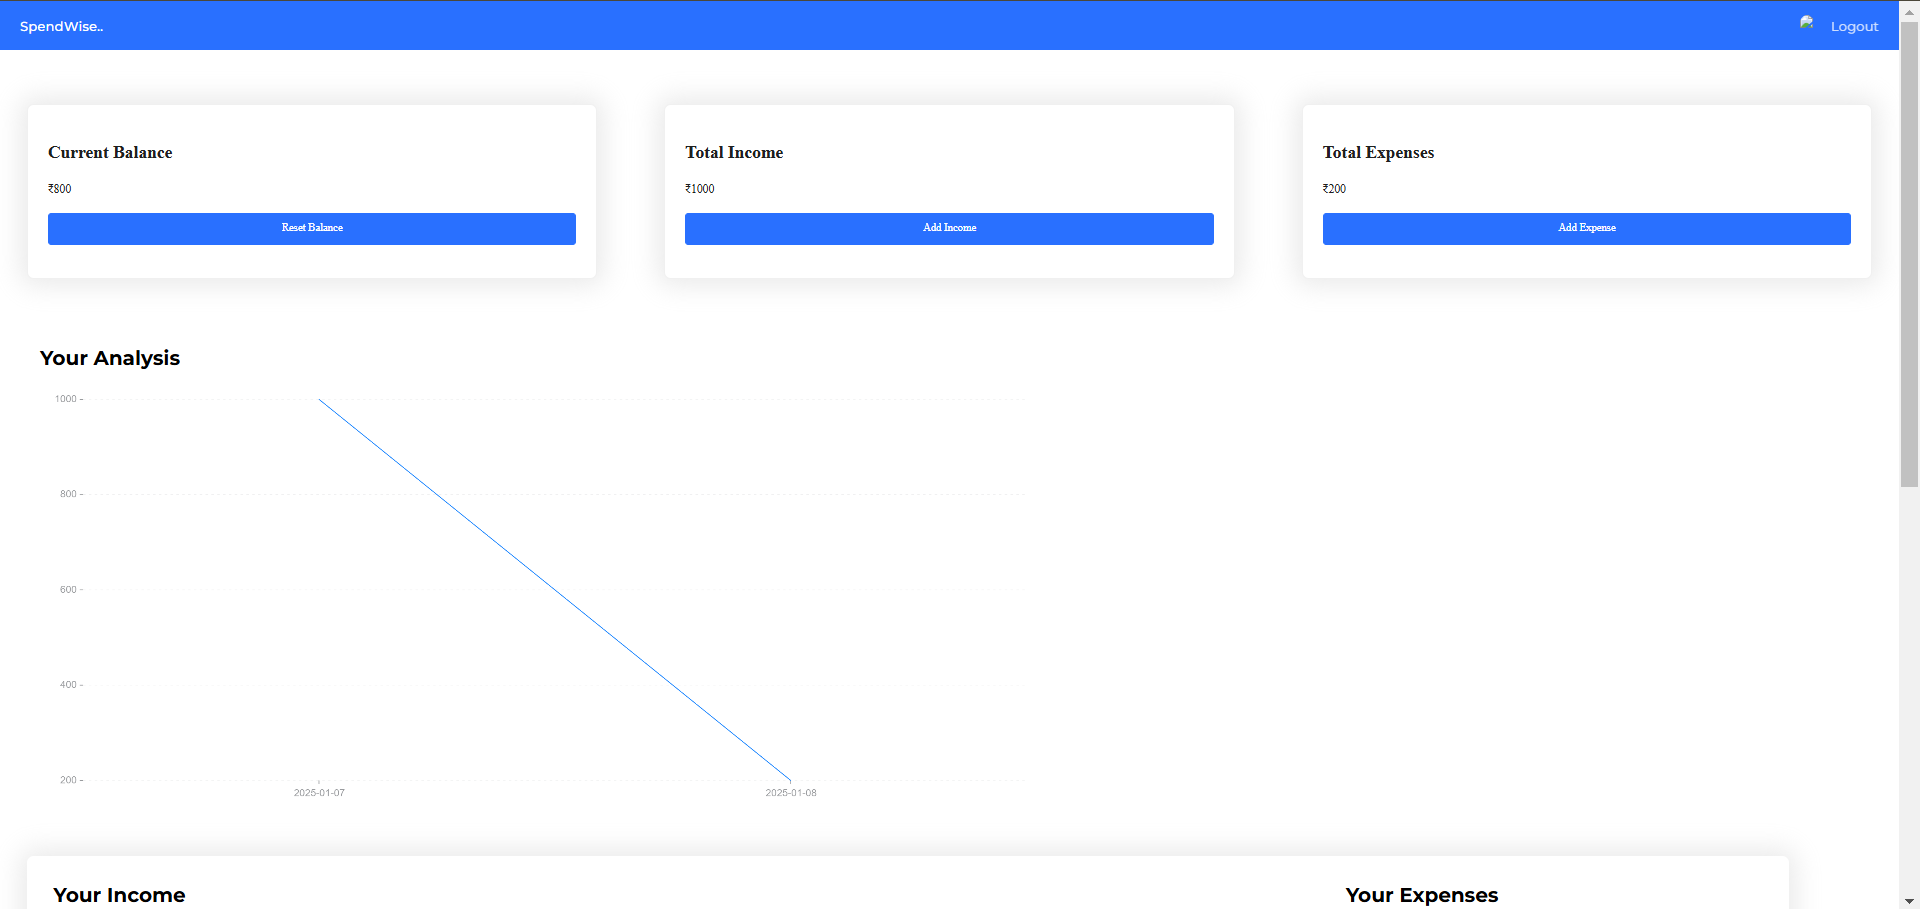 SpendWise..
Logout
Current Balance
₹800
Reset Balance
Total Income
₹1000
Add Income
Total Expenses
₹200
Add Expense
Your Analysis
1000
800
600
400
200
2025-01-07
2025-01-08
Your Income
Your Expenses